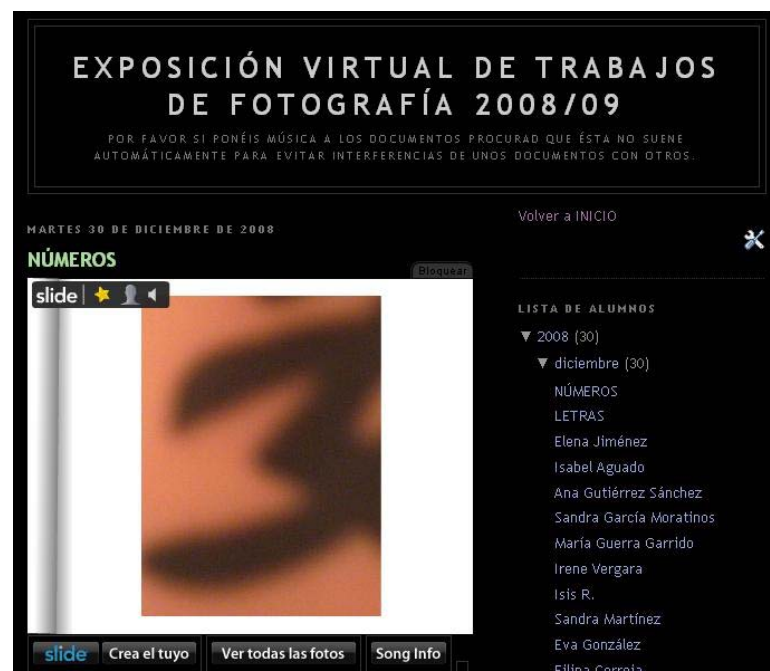 EXPOSICIÓN VIRTUAL DE TRABAJOS
DE FOTOGRAFÍA 2008/09
POR FAVOR SI PONÉIS MÚSICA A LOS DOCUMENTOS PROCURAD QUE ÉSTA NO SUENE
AUTOMÁTICAMENTE PARA EVITAR INTERFERENCIAS DE UNOS DOCUMENTOS CON OTROS.
MARTES 30 DE DICIEMBRE DE 2008
NÚMEROS
Bloquear
slide
slide Crea el tuyo Ver todas las fotos Song Info
Volver a INICIO
LISTA DE ALUMNOS
▼ 2008 (30)
▼ diciembre (30)
NÚMEROS
LETRAS
Elena Jiménez
Isabel Aguado
Ana Gutiérrez Sánchez
Sandra García Moratinos
María Guerra Garrido
Irene Vergara
Isis R.
Sandra Martínez
Eva González
Filipa Correia